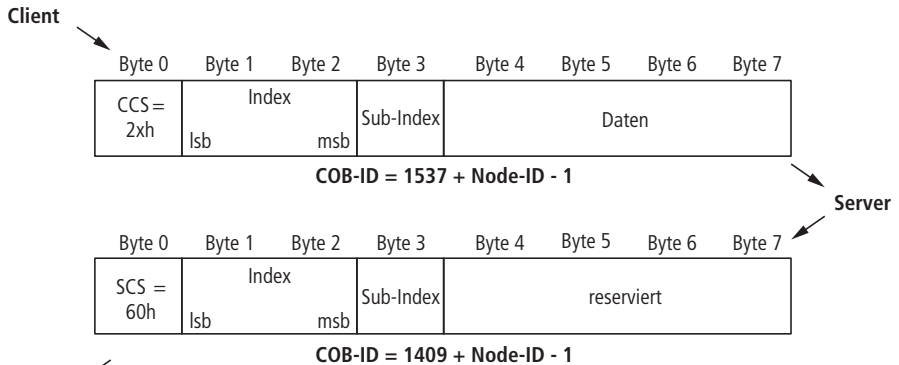 Client
Byte 0 Byte 1 Byte 2 Byte 3 Byte 4 Byte 5 Byte 6 Byte 7
CCS =
2xh
Index
lsb msb
Sub-Index
Daten
COB-ID = 1537 + Node-ID - 1
Server
Byte 0 Byte 1 Byte 2 Byte 3 Byte 4 Byte 5 Byte 6 Byte 7
SCS =
60h
Index
lsb msb
Sub-Index
reserviert
COB-ID = 1409 + Node-ID - 1